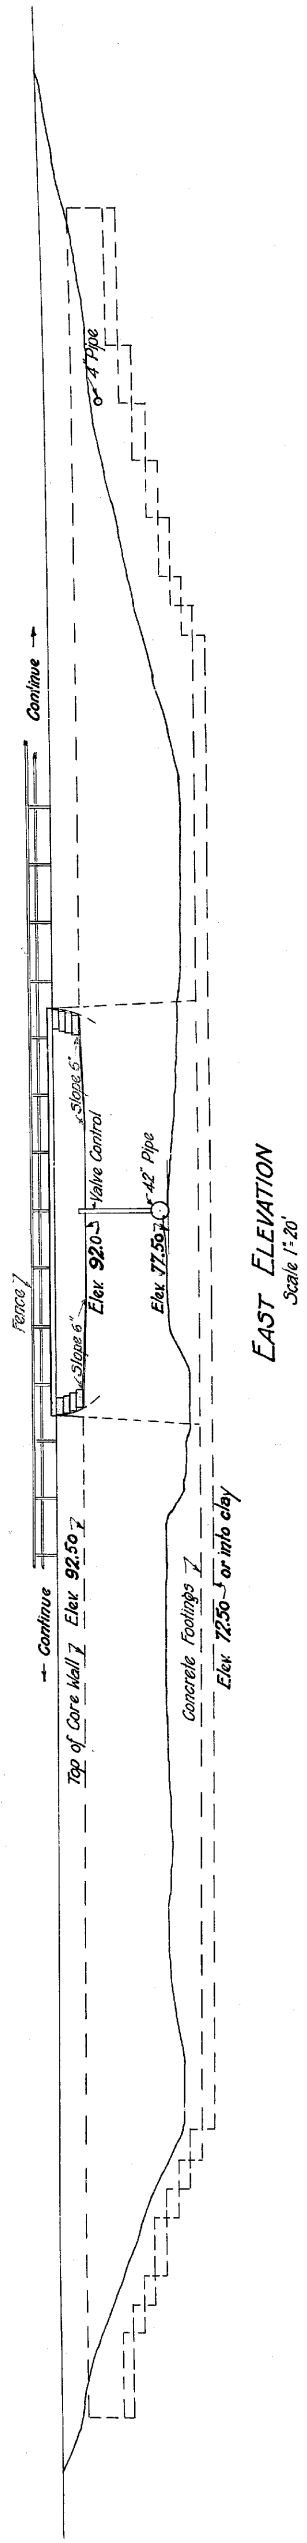 Fence
← Continue
Continue →
Top of Core Wall
Elev. 92.50
Slope 6"
Slope 6"
Elev. 92.0
Valve Control
4" Pipe
Elev. 77.50
42" Pipe
Concrete Footings
Elev. 72.50 or into clay
EAST ELEVATION
Scale 1"=20'